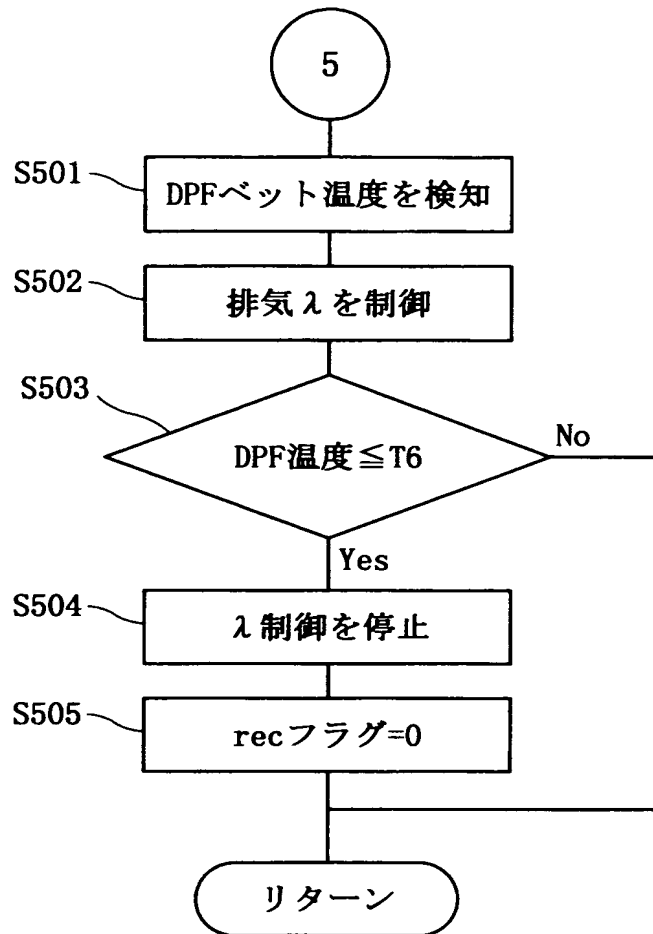 5
S501
DPFベット温度を検知
S502
排気λを制御
S503
DPF温度≦T6
No
Yes
S504
λ制御を停止
S505
recフラグ=0
リターン